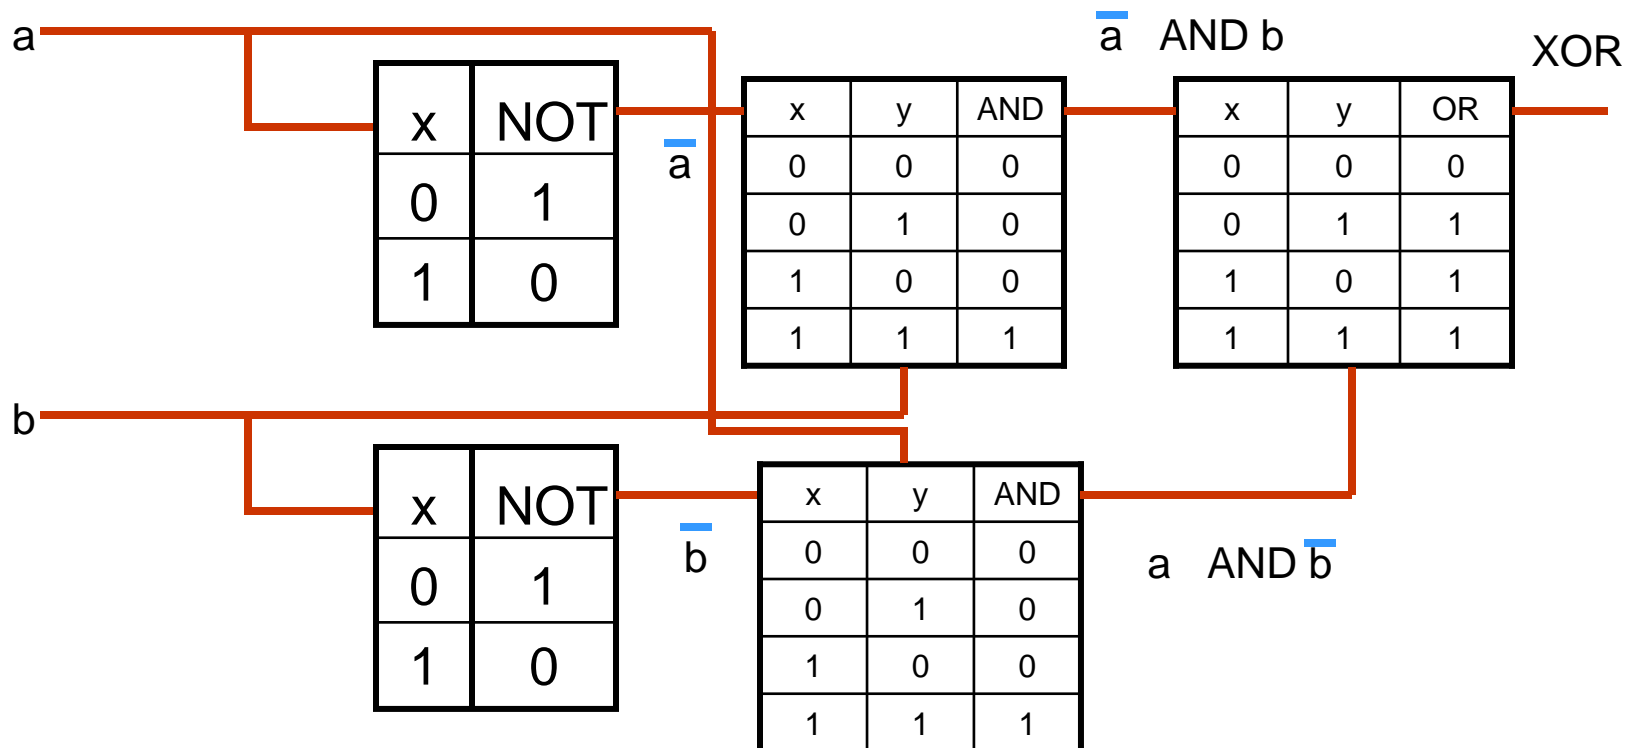 a
x NOT
0 1
1 0
a̅
a̅ AND b
x y AND
0 0 0
0 1 0
1 0 0
1 1 1
XOR
x y OR
0 0 0
0 1 1
1 0 1
1 1 1
b
x NOT
0 1
1 0
b̅
x y AND
0 0 0
0 1 0
1 0 0
1 1 1
a AND b̅